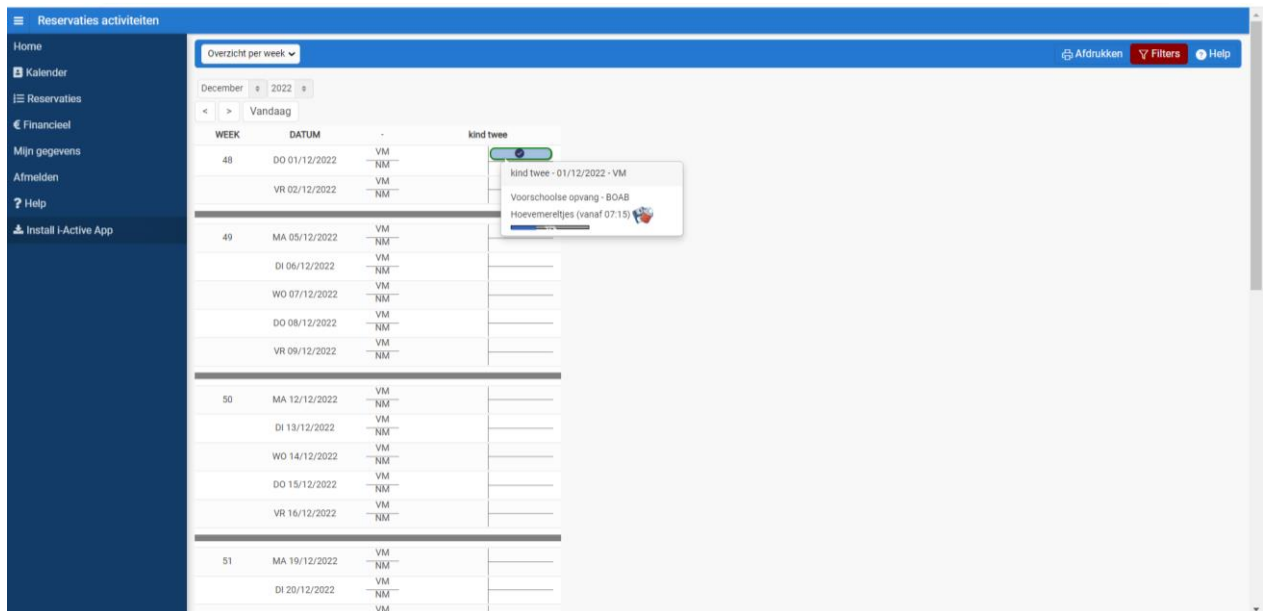 Reservaties activiteiten
Home
Kalender
Reservaties
Financieel
Mijn gegevens
Afmelden
? Help
Install i-Active App
Overzicht per week
Afdrukken
Filters
Help
December 2022
< > Vandaag
WEEK DATUM - kind twee
48 DO 01/12/2022 VM
NM
VR 02/12/2022 VM
NM
kind twee - 01/12/2022 - VM
Voorschoolse opvang - BOAB
Hoevemereltjes (vanaf 07:15)
49 MA 05/12/2022 VM
NM
DI 06/12/2022 VM
NM
WO 07/12/2022 VM
NM
DO 08/12/2022 VM
NM
VR 09/12/2022 VM
NM
50 MA 12/12/2022 VM
NM
DI 13/12/2022 VM
NM
WO 14/12/2022 VM
NM
DO 15/12/2022 VM
NM
VR 16/12/2022 VM
NM
51 MA 19/12/2022 VM
NM
DI 20/12/2022 VM
NM
VM